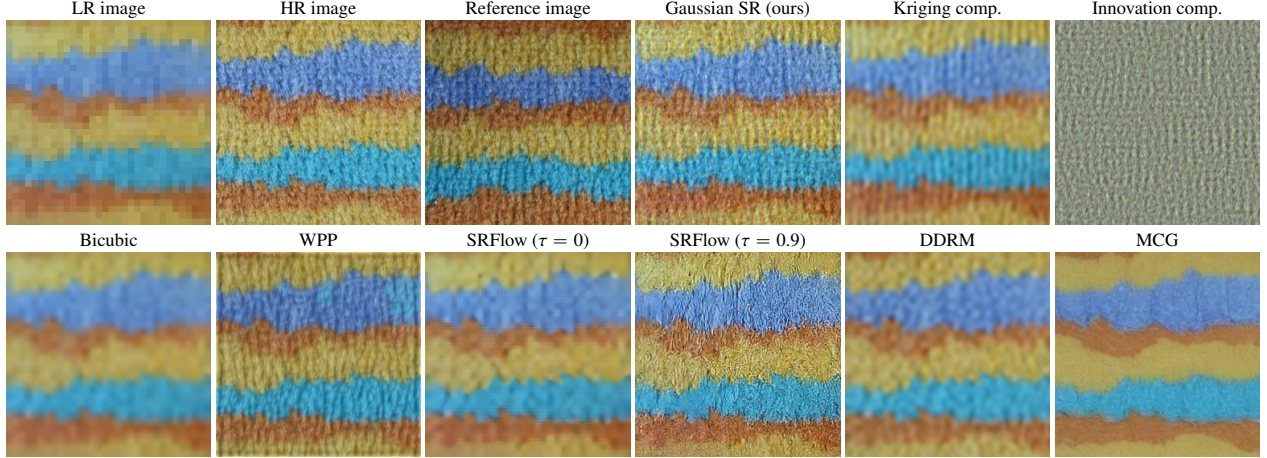 LR image HR image Reference image Gaussian SR (ours) Kriging comp. Innovation comp.
Bicubic WPP SRFlow (τ = 0) SRFlow (τ = 0.9) DDRM MCG